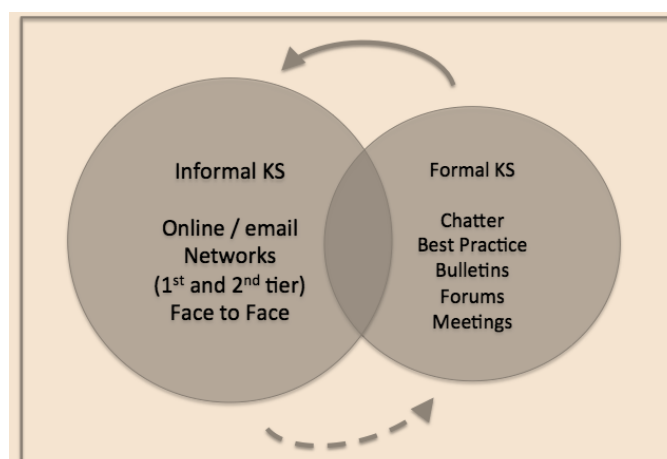 Informal KS
Online / email
Networks
(1st and 2nd tier)
Face to Face
Formal KS
Chatter
Best Practice
Bulletins
Forums
Meetings